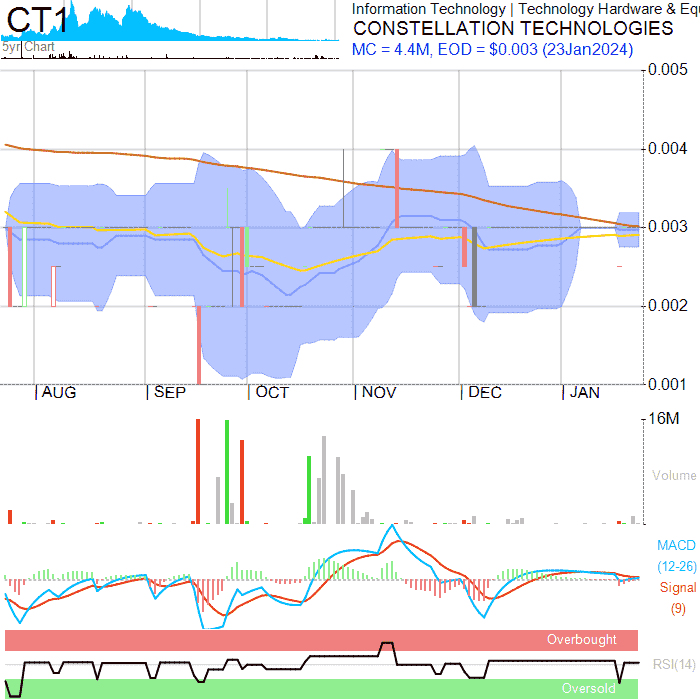 CT1
5yr Chart
Information Technology | Technology Hardware & Equ
CONSTELLATION TECHNOLOGIES
MC = 4.4M, EOD = $0.003 (23Jan2024)
0.005
0.004
0.003
0.002
0.001
AUG SEP OCT NOV DEC JAN
16M
Volume
MACD
(12-26)
Signal
(9)
Overbought
RSI(14)
Oversold